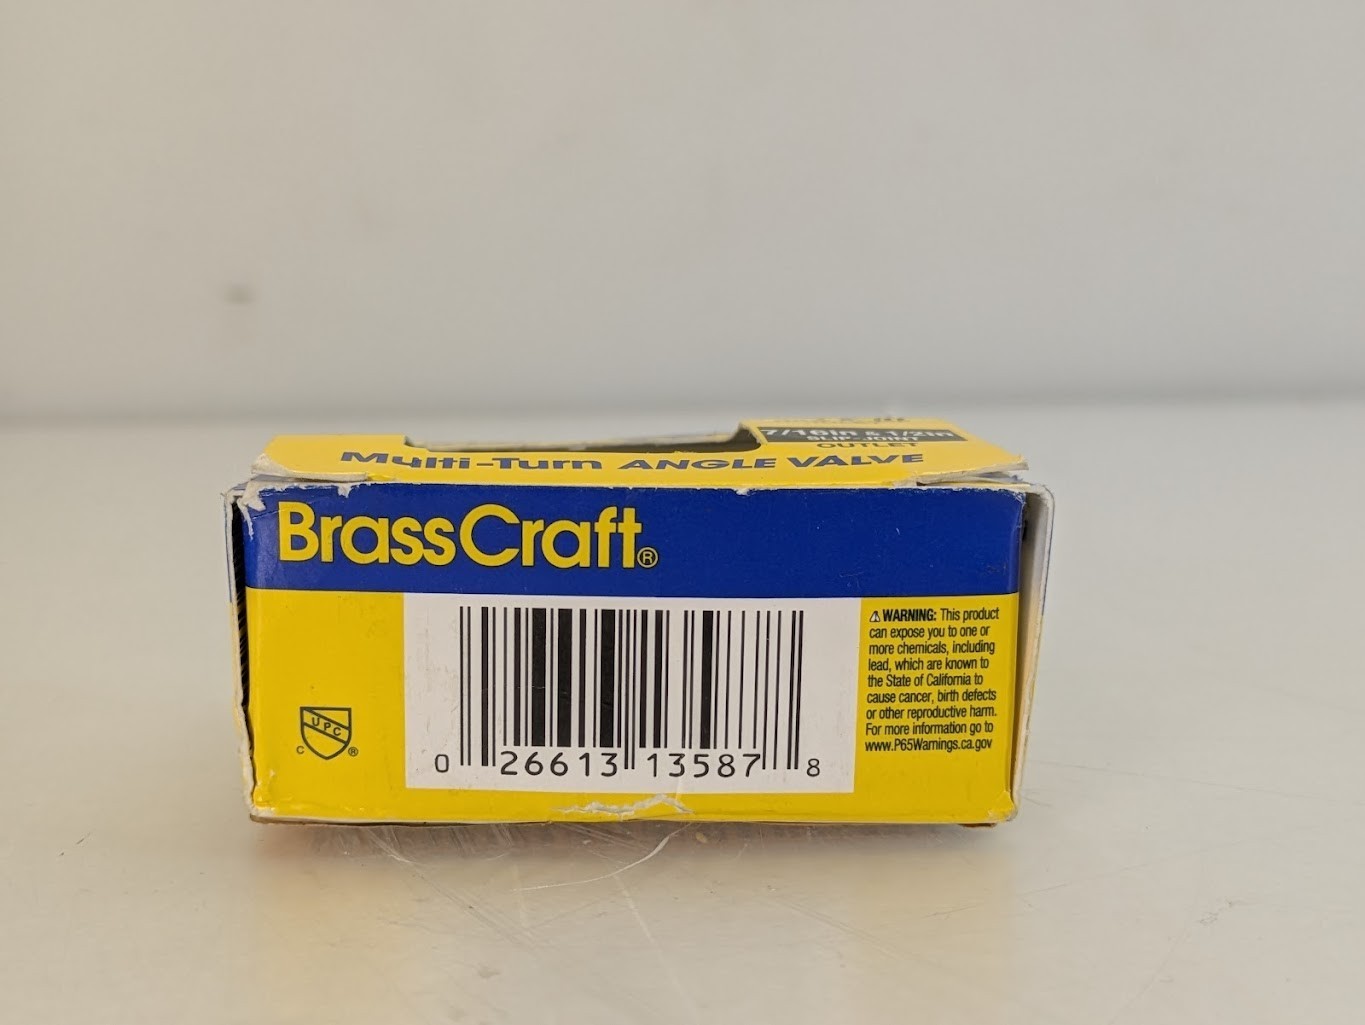 7/16in & 1/2in
SLIP-JOINT
OUTLET
Multi-Turn ANGLE VALVE
BrassCraft®
⚠ WARNING: This product
can expose you to one or
more chemicals, including
lead, which are known to
the State of California to
cause cancer, birth defects
or other reproductive harm.
For more information go to
www.P65Warnings.ca.gov
UPC
C ®
0 26613 13587 8